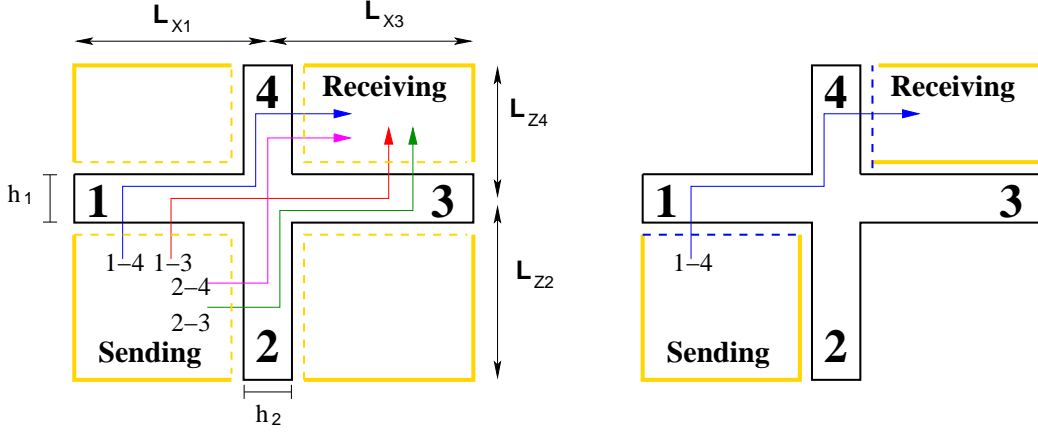 L X1
L X3
4
Receiving
L Z4
h 1
1
3
1–4
1–3
2–4
2–3
L Z2
Sending
2
h 2
4
Receiving
1
3
1–4
Sending
2